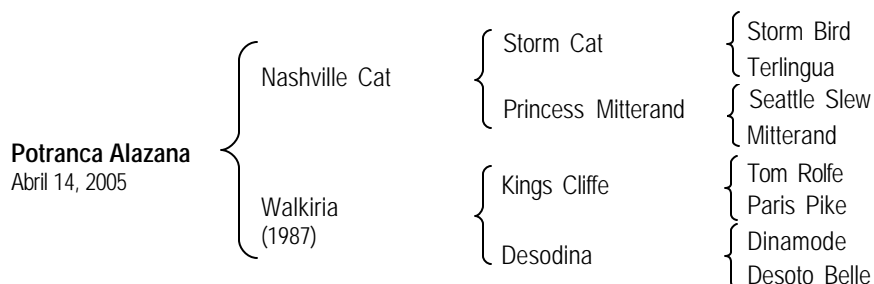 Potranca Alazana
Abril 14, 2005
Nashville Cat
Walkiria
(1987)
Storm Cat
Princess Mitterand
Kings Cliffe
Desodina
Storm Bird
Terlingua
Seattle Slew
Mitterand
Tom Rolfe
Paris Pike
Dinamode
Desoto Belle